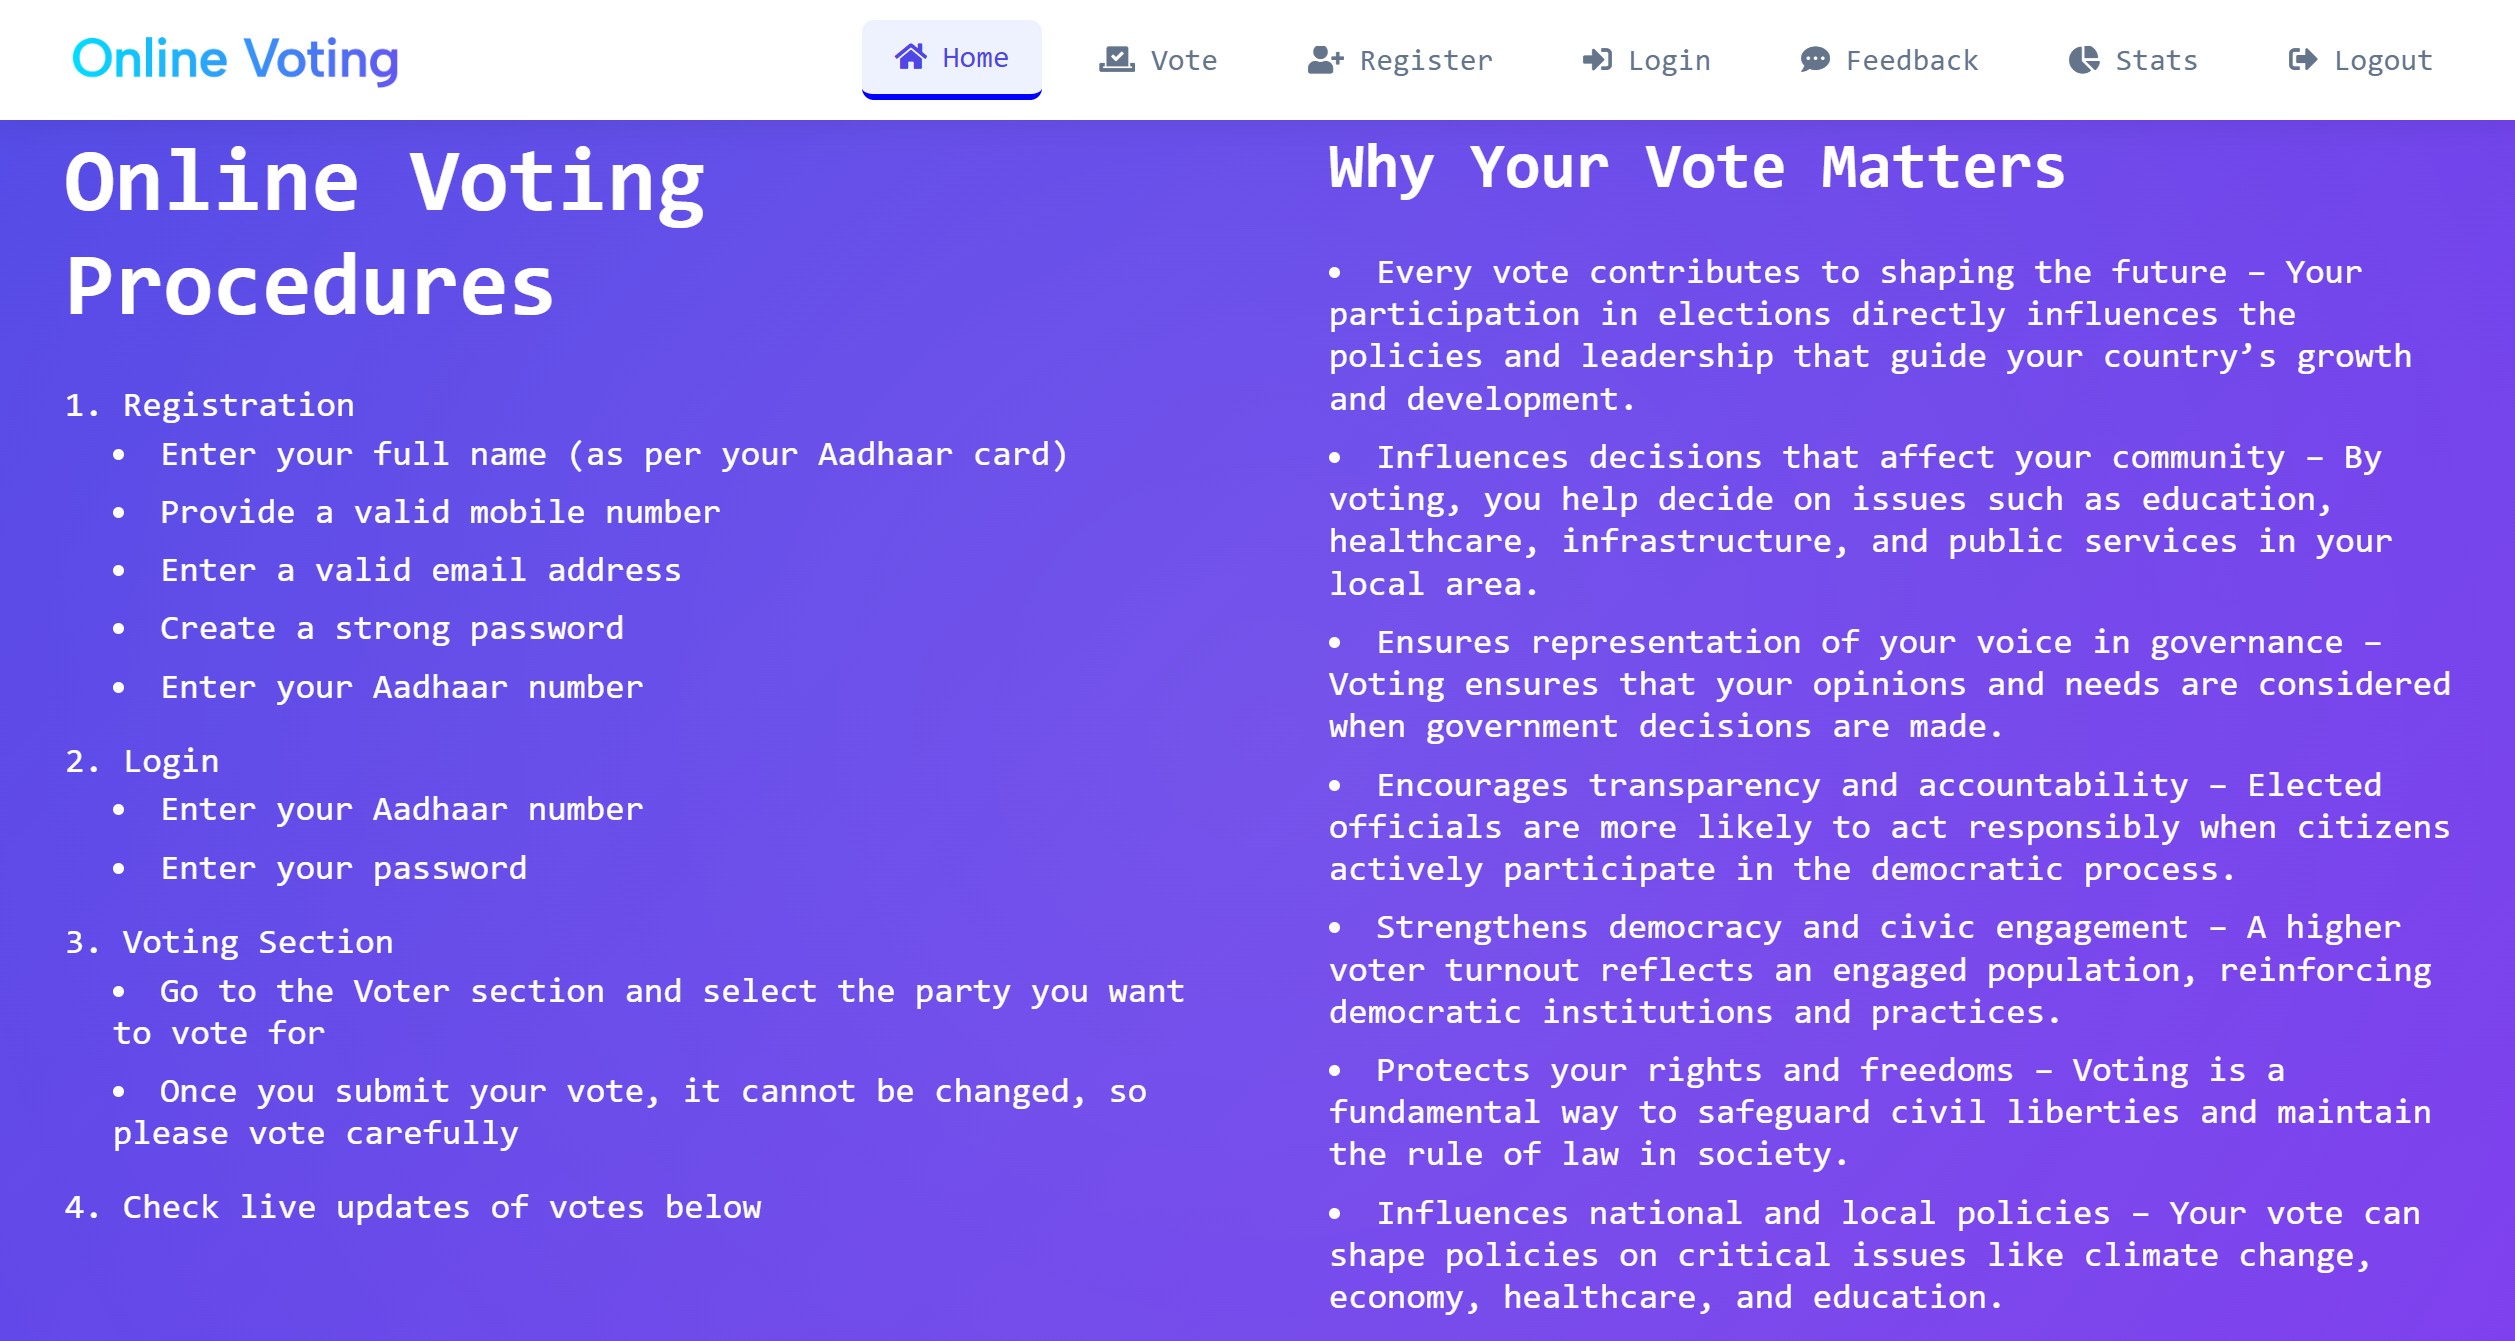 Online Voting
Home
Vote
Register
Login
Feedback
Stats
Logout
Online Voting
Procedures
1. Registration
• Enter your full name (as per your Aadhaar card)
• Provide a valid mobile number
• Enter a valid email address
• Create a strong password
• Enter your Aadhaar number
2. Login
• Enter your Aadhaar number
• Enter your password
3. Voting Section
• Go to the Voter section and select the party you want
to vote for
• Once you submit your vote, it cannot be changed, so
please vote carefully
4. Check live updates of votes below
Why Your Vote Matters
• Every vote contributes to shaping the future – Your
participation in elections directly influences the
policies and leadership that guide your country’s growth
and development.
• Influences decisions that affect your community – By
voting, you help decide on issues such as education,
healthcare, infrastructure, and public services in your
local area.
• Ensures representation of your voice in governance –
Voting ensures that your opinions and needs are considered
when government decisions are made.
• Encourages transparency and accountability – Elected
officials are more likely to act responsibly when citizens
actively participate in the democratic process.
• Strengthens democracy and civic engagement – A higher
voter turnout reflects an engaged population, reinforcing
democratic institutions and practices.
• Protects your rights and freedoms – Voting is a
fundamental way to safeguard civil liberties and maintain
the rule of law in society.
• Influences national and local policies – Your vote can
shape policies on critical issues like climate change,
economy, healthcare, and education.